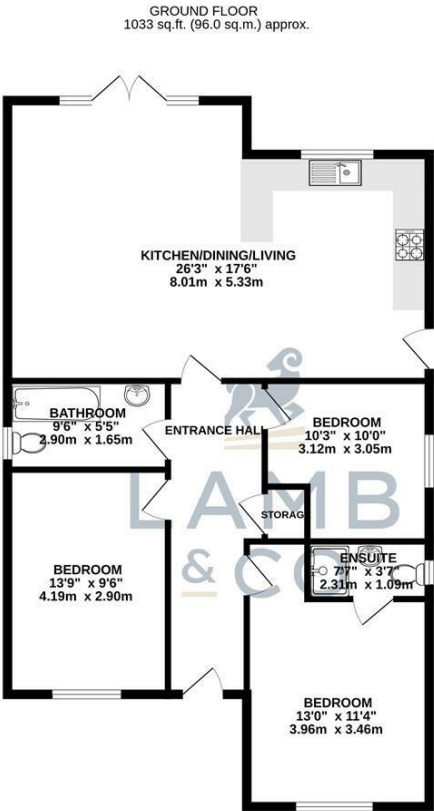 GROUND FLOOR
1033 sq.ft. (96.0 sq.m.) approx.
KITCHEN/DINING/LIVING
26'3" x 17'6"
8.01m x 5.33m
BATHROOM
9'6" x 5'5"
2.90m x 1.65m
ENTRANCE HALL
BEDROOM
10'3" x 10'0"
3.12m x 3.05m
STORAGE
LAMB
& CO
BEDROOM
13'9" x 9'6"
4.19m x 2.90m
ENSUITE
7'7" x 3'7"
2.31m x 1.09m
BEDROOM
13'0" x 11'4"
3.96m x 3.46m